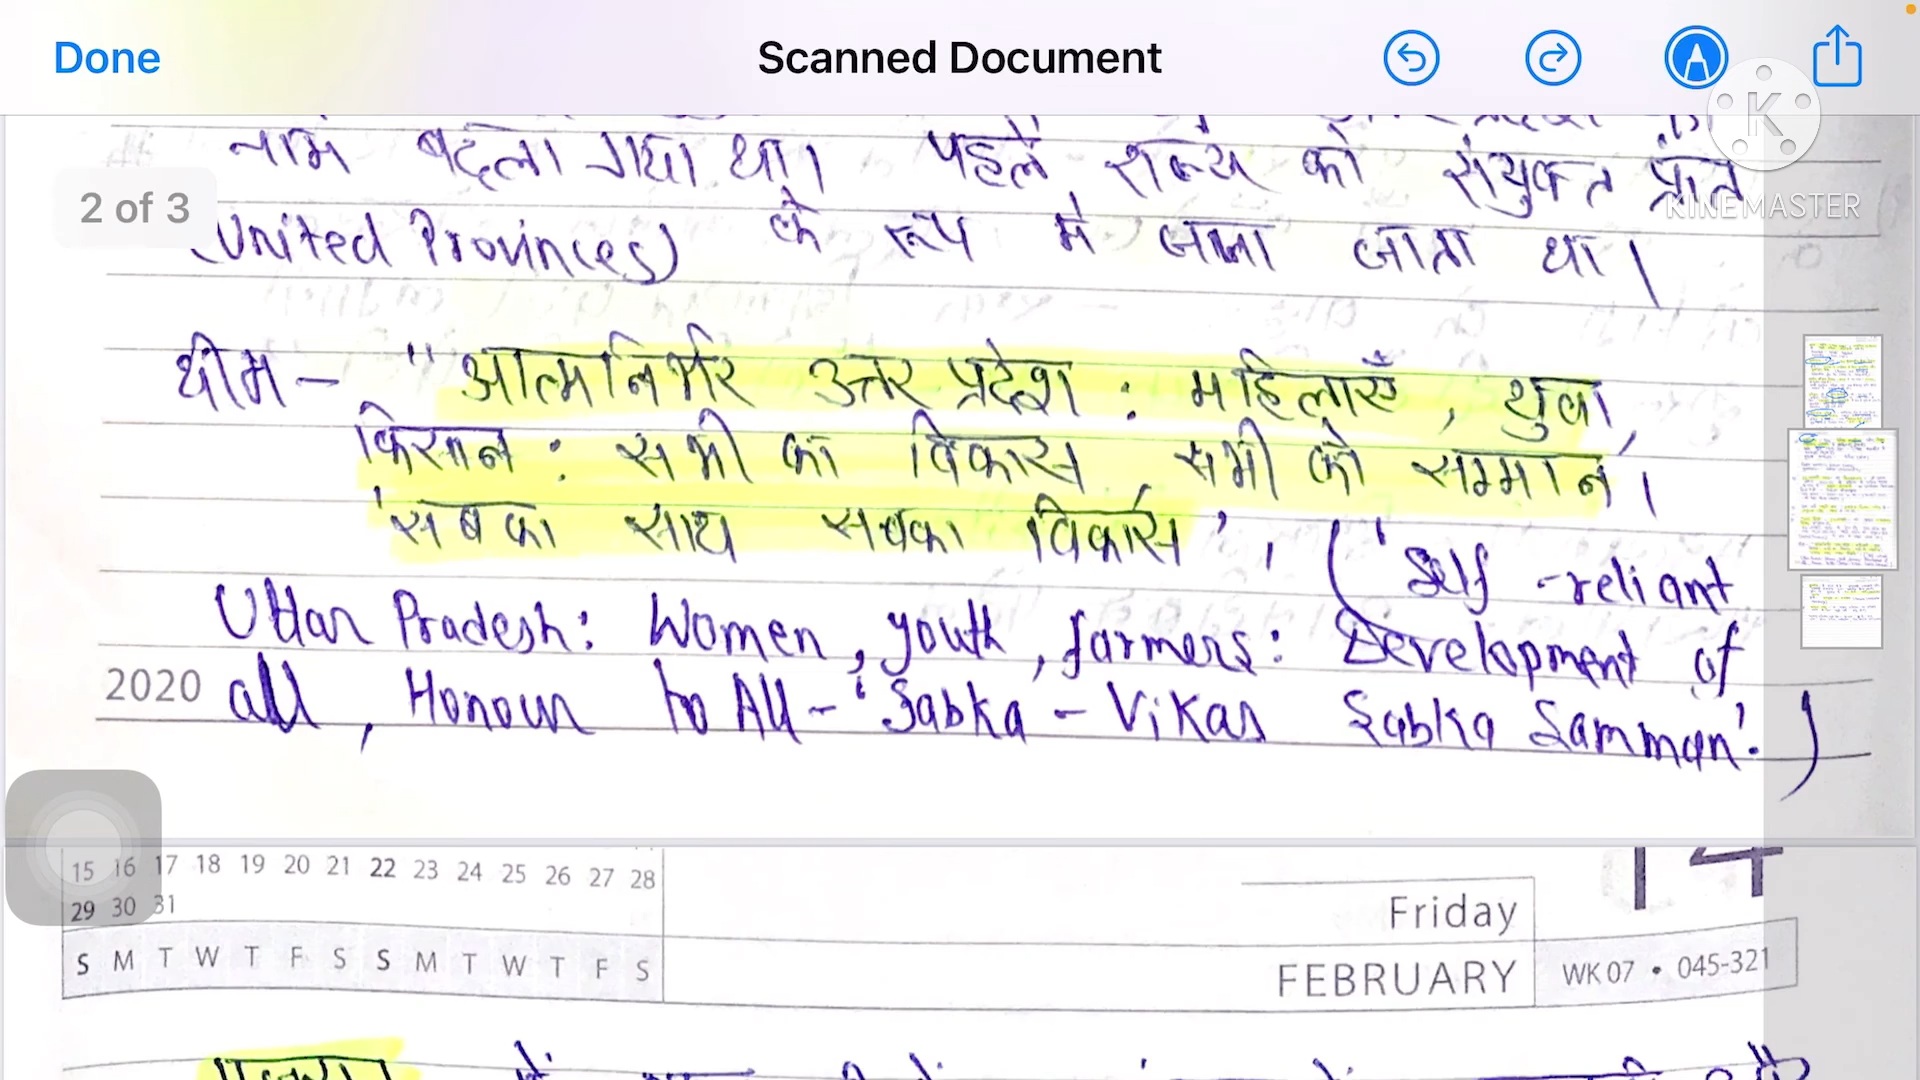 Done
Scanned Document
K
KINEMASTER
2 of 3
नाम बदला गया था। पहले राज्य को संयुक्त प्रांत
(United Provinces) के रूप में जाना जाता था।
थीम – "आत्मनिर्भर उत्तर प्रदेश : महिलाएँ, युवा,
किसान : सभी का विकास सभी को सम्मान।
'सबका साथ सबका विकास', ('Self -reliant
Uttar Pradesh: Women, youth, farmers: Development of
2020
all, Honour to All – 'Sabka – Vikas Sabka Samman'.)
15 16 17 18 19 20 21 22 23 24 25 26 27 28
29 30 31
S M T W T F S S M T W T F S
14
Friday
FEBRUARY
WK 07 • 045-321